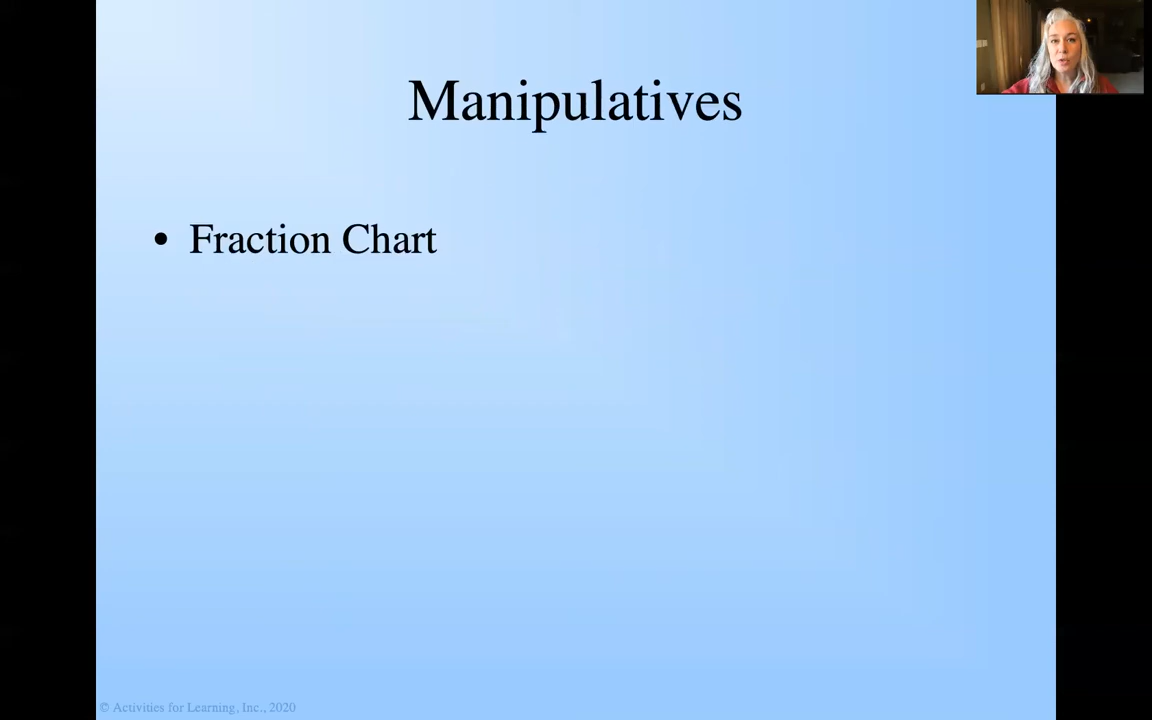 Manipulatives
• Fraction Chart
© Activities for Learning, Inc., 2020